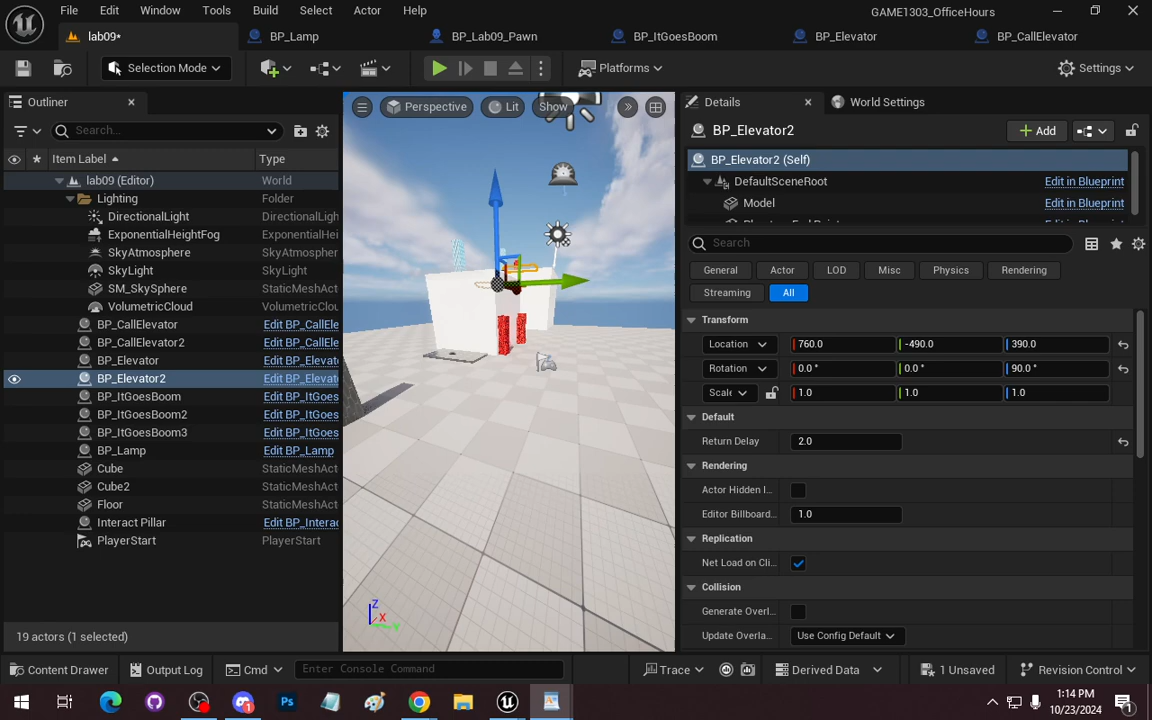 File Edit Window Tools Build Select Actor Help GAME1303_OfficeHours
lab09* BP_Lamp BP_Lab09_Pawn BP_ItGoesBoom BP_Elevator BP_CallElevator
Selection Mode Platforms Settings
Outliner Perspective Lit Show Details World Settings
Search... BP_Elevator2 Add
Item Label Type BP_Elevator2 (Self)
lab09 (Editor) World DefaultSceneRoot Edit in Blueprint
Lighting Folder Model Edit in Blueprint
DirectionalLight DirectionalLigh
ExponentialHeightFog ExponentialHei
SkyAtmosphere SkyAtmosphere
SkyLight SkyLight
SM_SkySphere StaticMeshAct
VolumetricCloud VolumetricCloud
BP_CallElevator Edit BP_CallEle
BP_CallElevator2 Edit BP_CallEle
BP_Elevator Edit BP_Elevat
BP_Elevator2 Edit BP_Elevat
BP_ItGoesBoom Edit BP_ItGoes
BP_ItGoesBoom2 Edit BP_ItGoes
BP_ItGoesBoom3 Edit BP_ItGoes
BP_Lamp Edit BP_Lamp
Cube StaticMeshAct
Cube2 StaticMeshAct
Floor StaticMeshAct
Interact Pillar Edit BP_Interac
PlayerStart PlayerStart
19 actors (1 selected)
Z
X
Y
Search
General Actor LOD Misc Physics Rendering
Streaming All
Transform
Location 760.0 -490.0 390.0
Rotation 0.0 ° 0.0 ° 90.0 °
Scale 1.0 1.0 1.0
Default
Return Delay 2.0
Rendering
Actor Hidden I...
Editor Billboard... 1.0
Replication
Net Load on Cli...
Collision
Generate Overl...
Update Overla... Use Config Default
Content Drawer Output Log Cmd Enter Console Command Trace Derived Data 1 Unsaved Revision Control
1:14 PM
10/23/2024